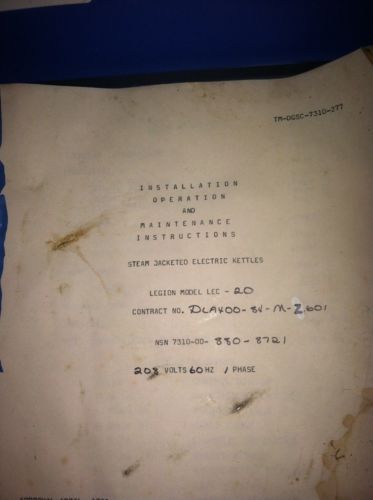 TM-DGSC-7310-277
INSTALLATION
OPERATION
AND
MAINTENANCE
INSTRUCTIONS
STEAM JACKETED ELECTRIC KETTLES
LEGION MODEL LEC - 20
CONTRACT NO. DLA400-84-M-Z601
NSN 7310-00-880-8721
208 VOLTS 60 HZ 1 PHASE